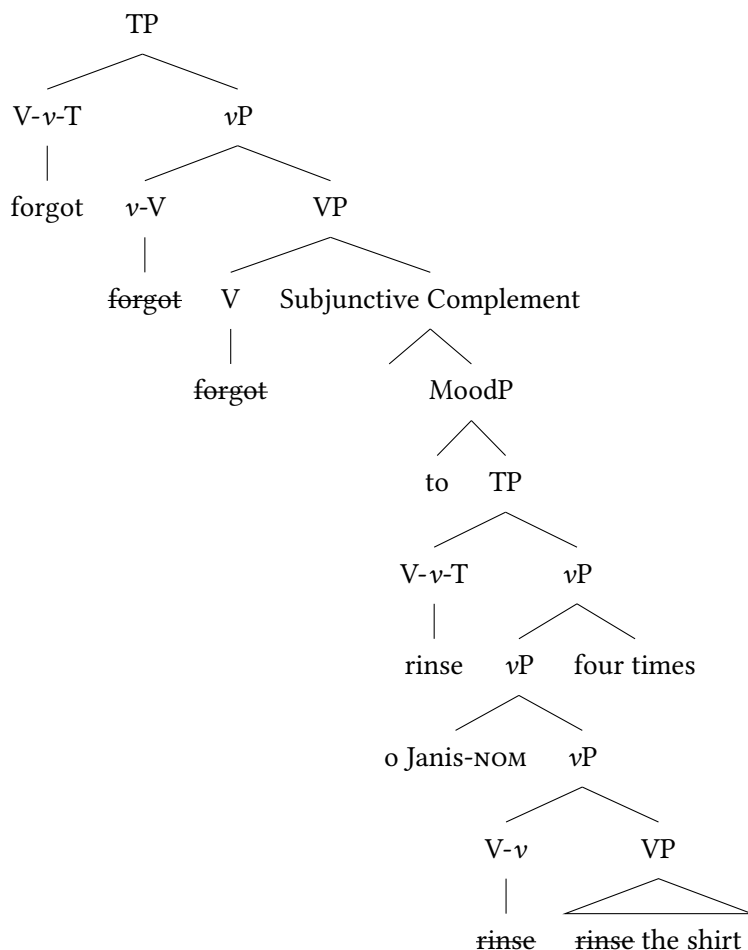 TP
V-v-T vP
forgot v-V VP
forgot V Subjunctive Complement
forgot MoodP
to TP
V-v-T vP
rinse vP four times
o Janis-NOM vP
V-v VP
rinse rinse the shirt